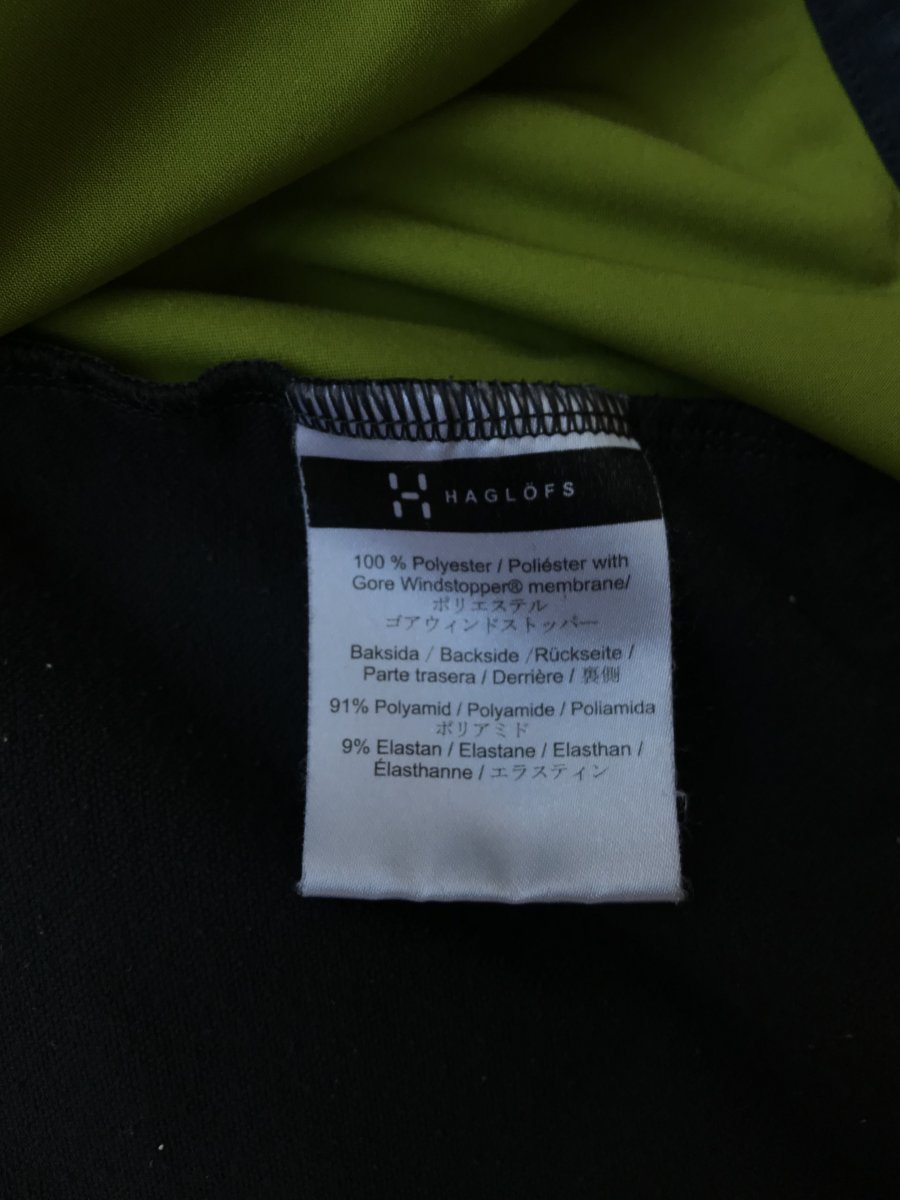 HAGLÖFS
100 % Polyester / Poliéster with
Gore Windstopper® membrane/
ポリエステル
ゴアウィンドストッパー
Baksida / Backside /Rückseite /
Parte trasera / Derrière / 裏側
91% Polyamid / Polyamide / Poliamida
ポリアミド
9% Elastan / Elastane / Elasthan /
Élasthanne / エラスティン